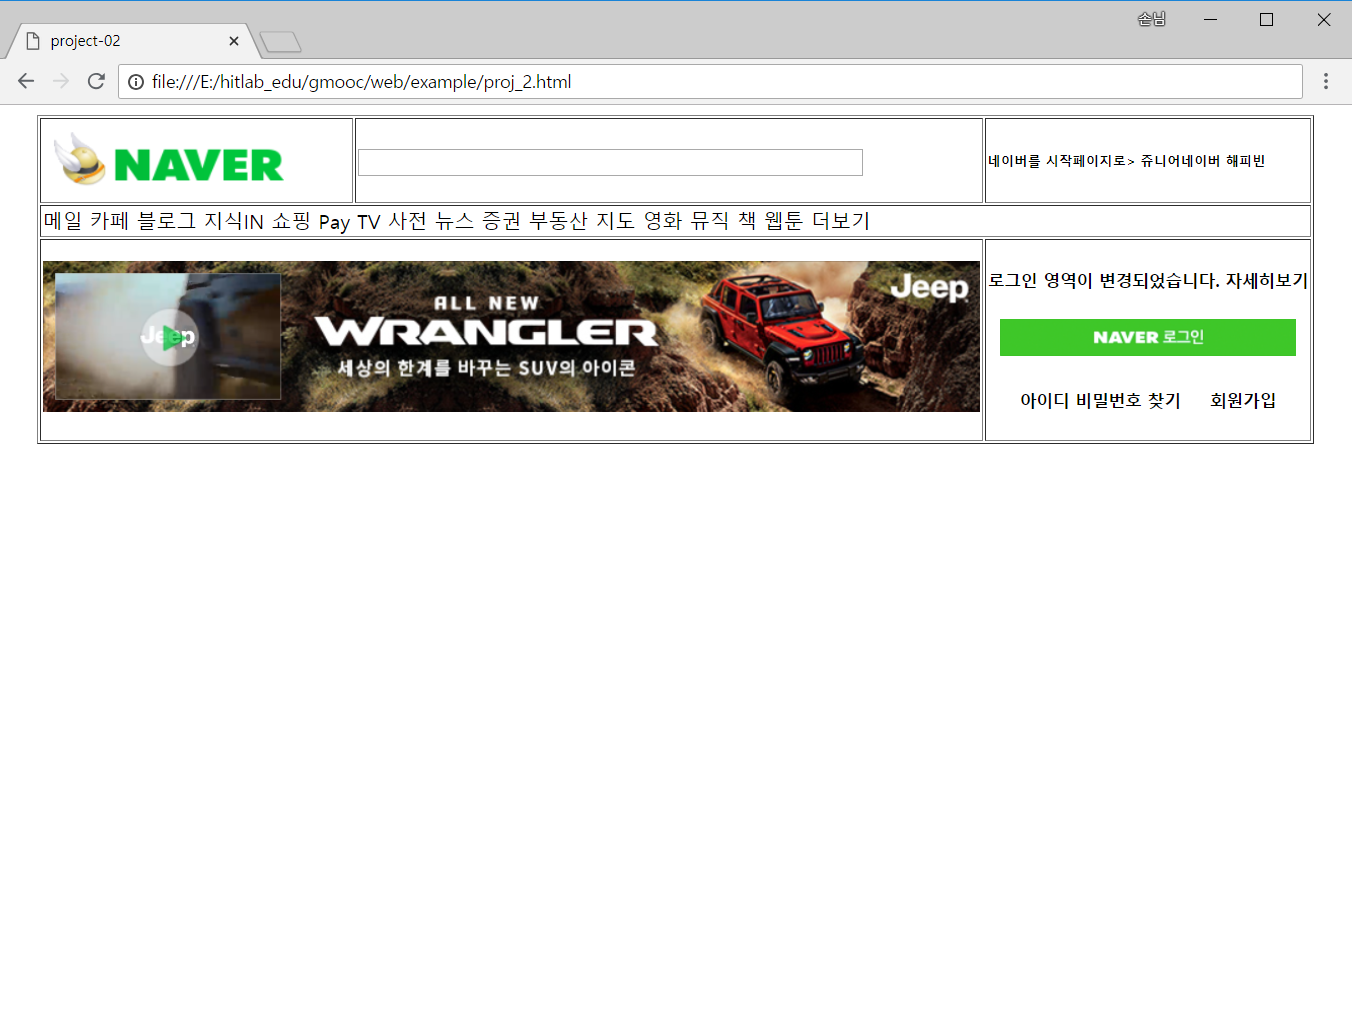 손님
project-02
file:///E:/hitlab_edu/gmooc/web/example/proj_2.html
NAVER
네이버를 시작페이지로> 쥬니어네이버 해피빈
메일 카페 블로그 지식IN 쇼핑 Pay TV 사전 뉴스 증권 부동산 지도 영화 뮤직 책 웹툰 더보기
Jeep
ALL NEW
WRANGLER
세상의 한계를 바꾸는 SUV의 아이콘
Jeep
로그인 영역이 변경되었습니다. 자세히보기
NAVER 로그인
아이디 비밀번호 찾기 회원가입